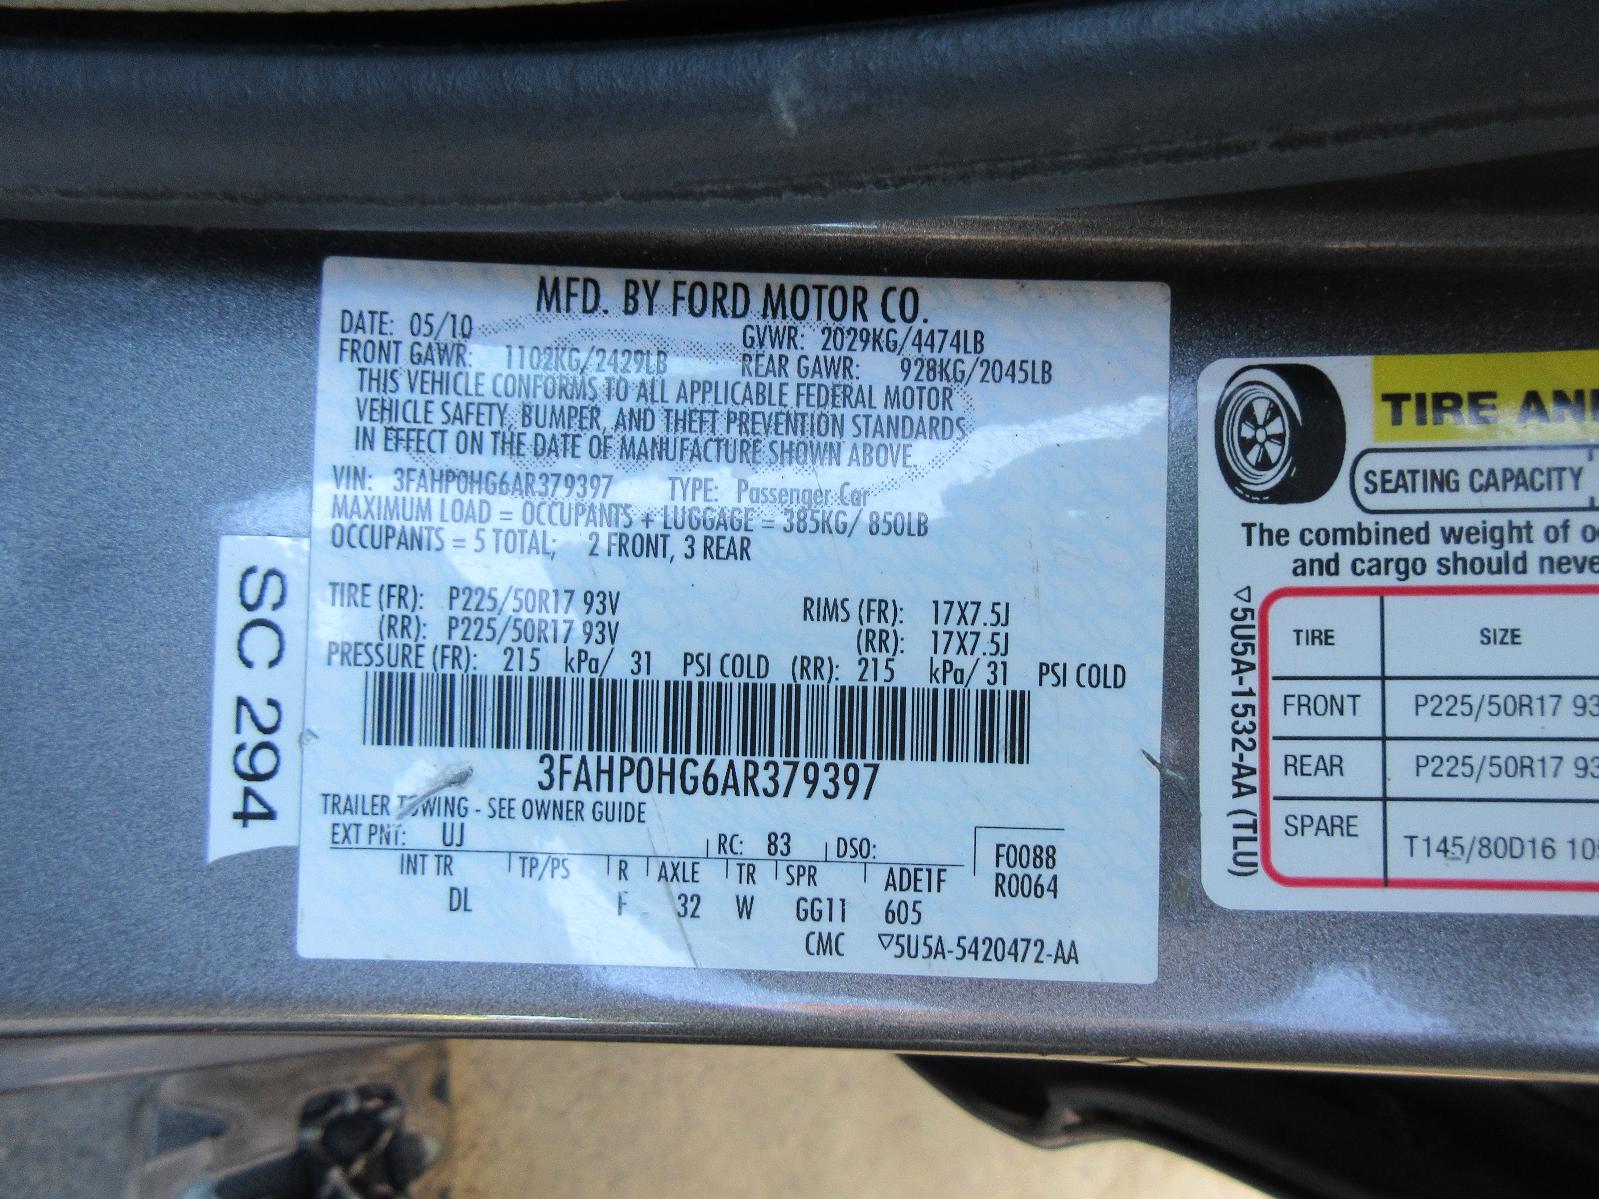 MFD. BY FORD MOTOR CO.
DATE: 05/10 GVWR: 2029KG/4474LB
FRONT GAWR: 1102KG/2429LB REAR GAWR: 928KG/2045LB
THIS VEHICLE CONFORMS TO ALL APPLICABLE FEDERAL MOTOR
VEHICLE SAFETY, BUMPER, AND THEFT PREVENTION STANDARDS
IN EFFECT ON THE DATE OF MANUFACTURE SHOWN ABOVE.
VIN: 3FAHP0HG6AR379397 TYPE: Passenger Car
MAXIMUM LOAD = OCCUPANTS + LUGGAGE = 385KG/ 850LB
OCCUPANTS = 5 TOTAL; 2 FRONT, 3 REAR
TIRE (FR): P225/50R17 93V RIMS (FR): 17X7.5J
(RR): P225/50R17 93V (RR): 17X7.5J
PRESSURE (FR): 215 kPa/ 31 PSI COLD (RR): 215 kPa/ 31 PSI COLD
3FAHP0HG6AR379397
TRAILER TOWING - SEE OWNER GUIDE
EXT PNT: UJ RC: 83 DSO: F0088
INT TR TP/PS R AXLE TR SPR ADE1F R0064
DL F 32 W GG11 605
CMC ▽5U5A-5420472-AA
SC 294
TIRE AN
SEATING CAPACITY
The combined weight of o
and cargo should neve
▽5U5A-1532-AA (TLU)
TIRE SIZE
FRONT P225/50R17 93
REAR P225/50R17 93
SPARE T145/80D16 10